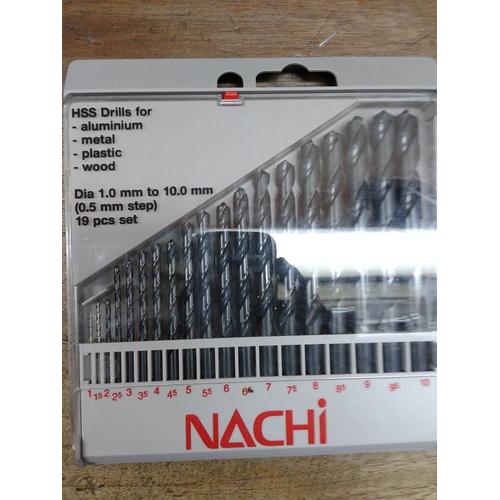 HSS Drills for
- aluminium
- metal
- plastic
- wood
Dia 1.0 mm to 10.0 mm
(0.5 mm step)
19 pcs set
1 15 2 25 3 35 4 45 5 55 6 65 7 75 8 85 9 95 10
NACHi